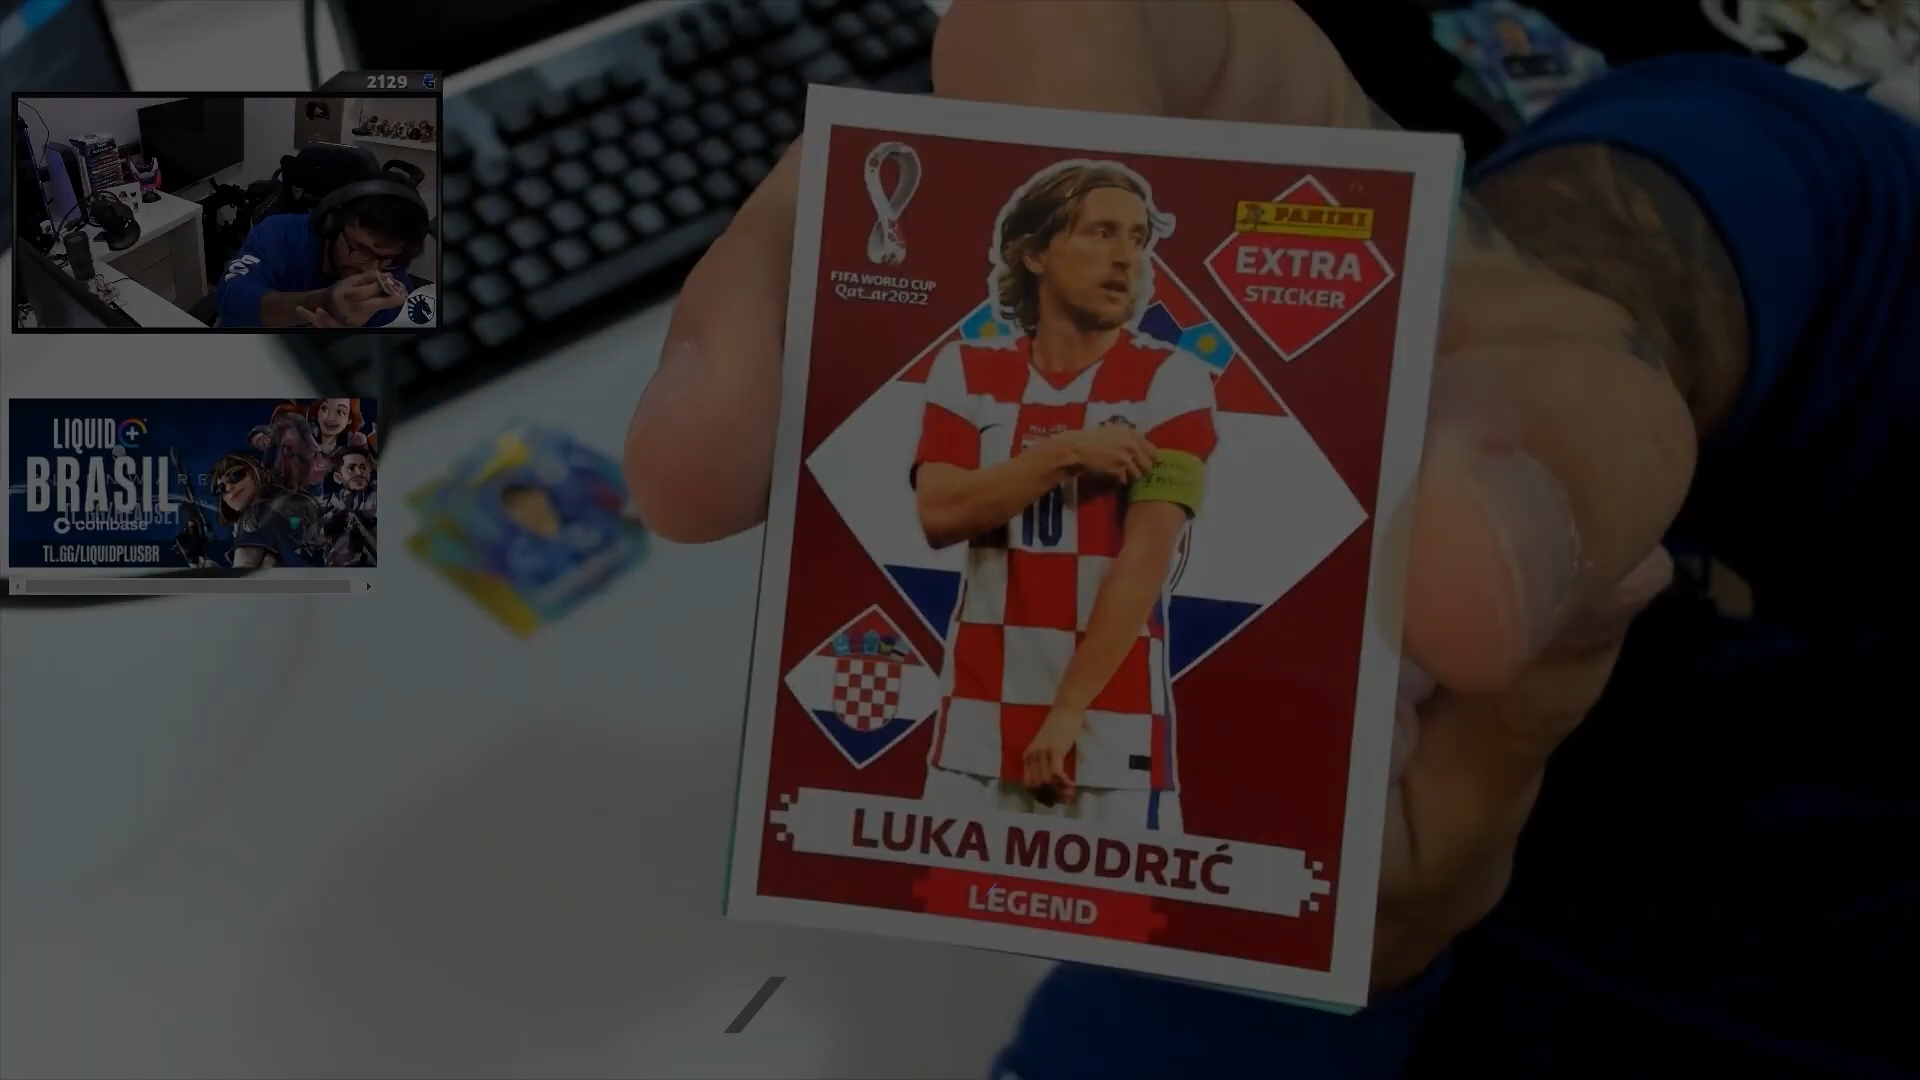 2129
FIFA WORLD CUP
Qatar2022
PANINI
EXTRA
STICKER
10
LIQUID+
BRASIL
coinbase
TL.GG/LIQUIDPLUSBR
LUKA MODRIĆ
LEGEND